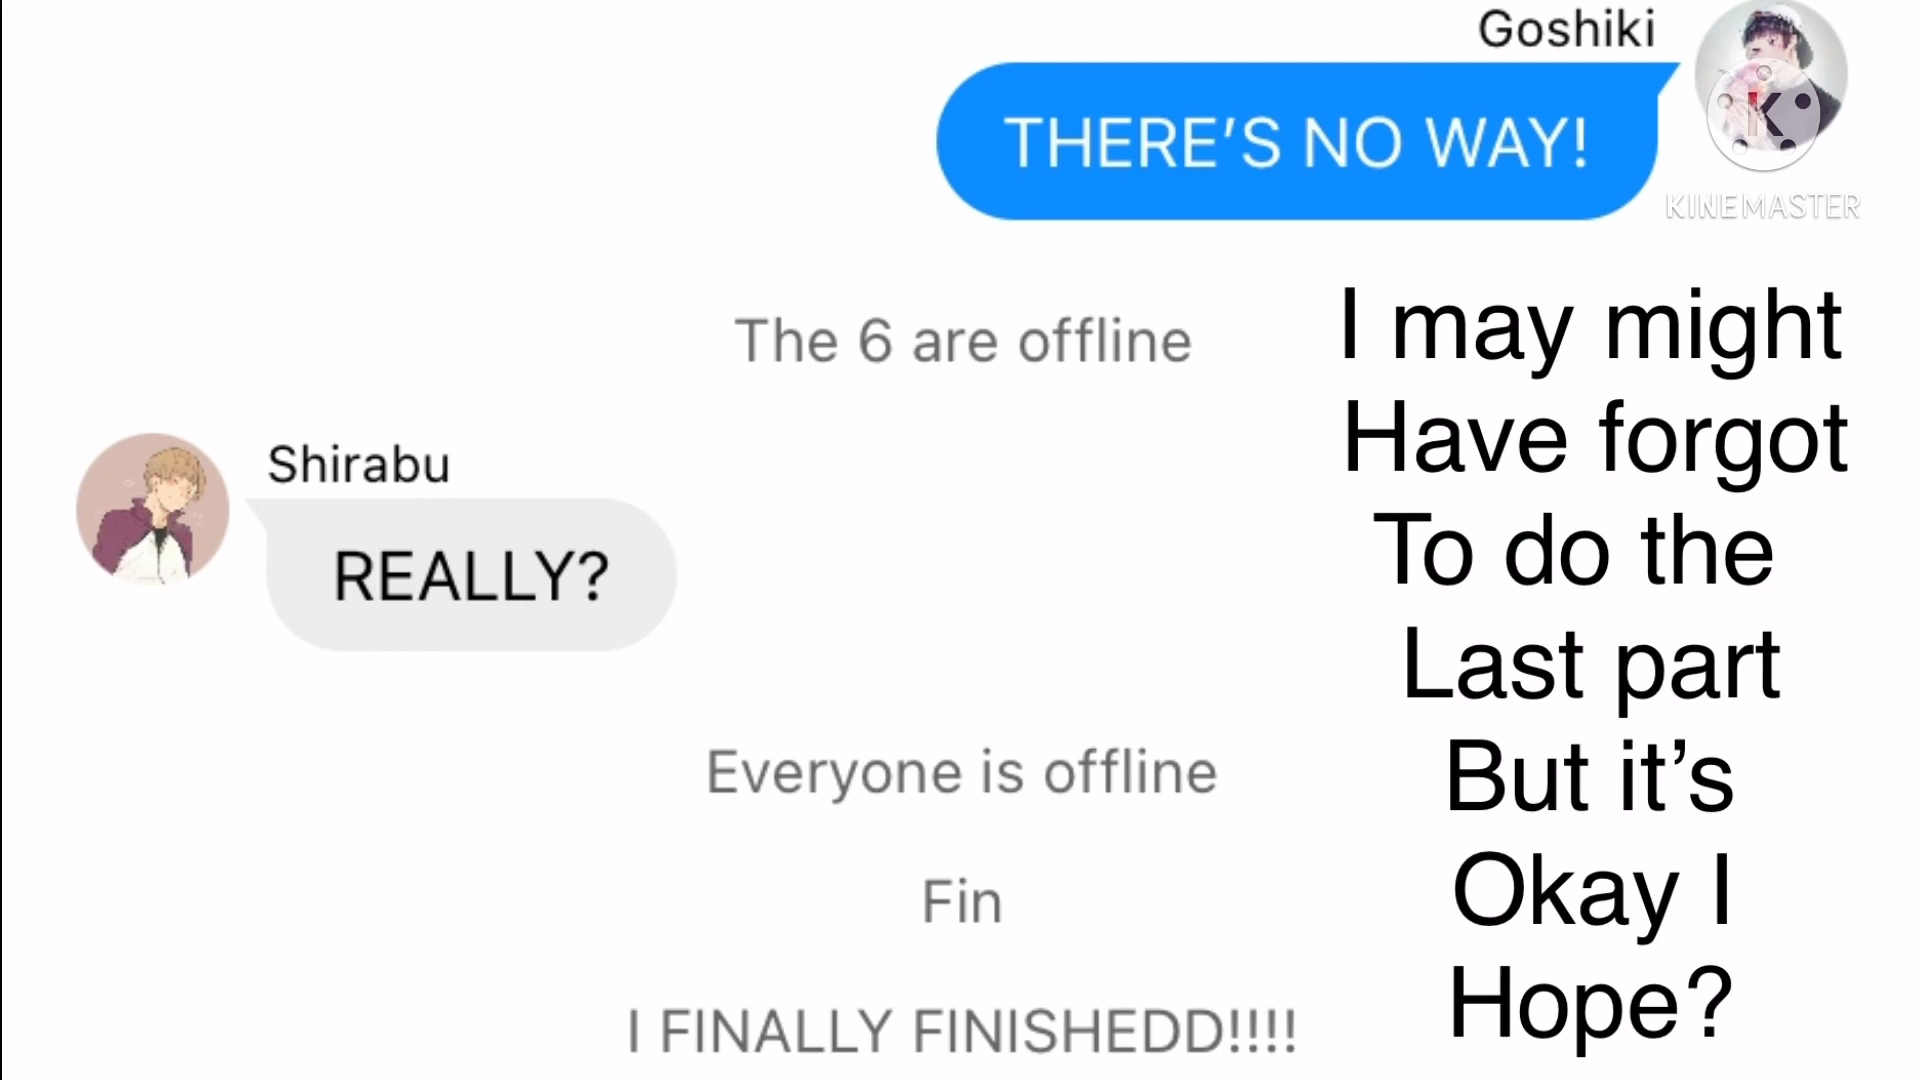 Goshiki
THERE'S NO WAY!
K
KINEMASTER
The 6 are offline
Shirabu
REALLY?
Everyone is offline
Fin
I FINALLY FINISHEDD!!!!
I may might
Have forgot
To do the
Last part
But it's
Okay I
Hope?